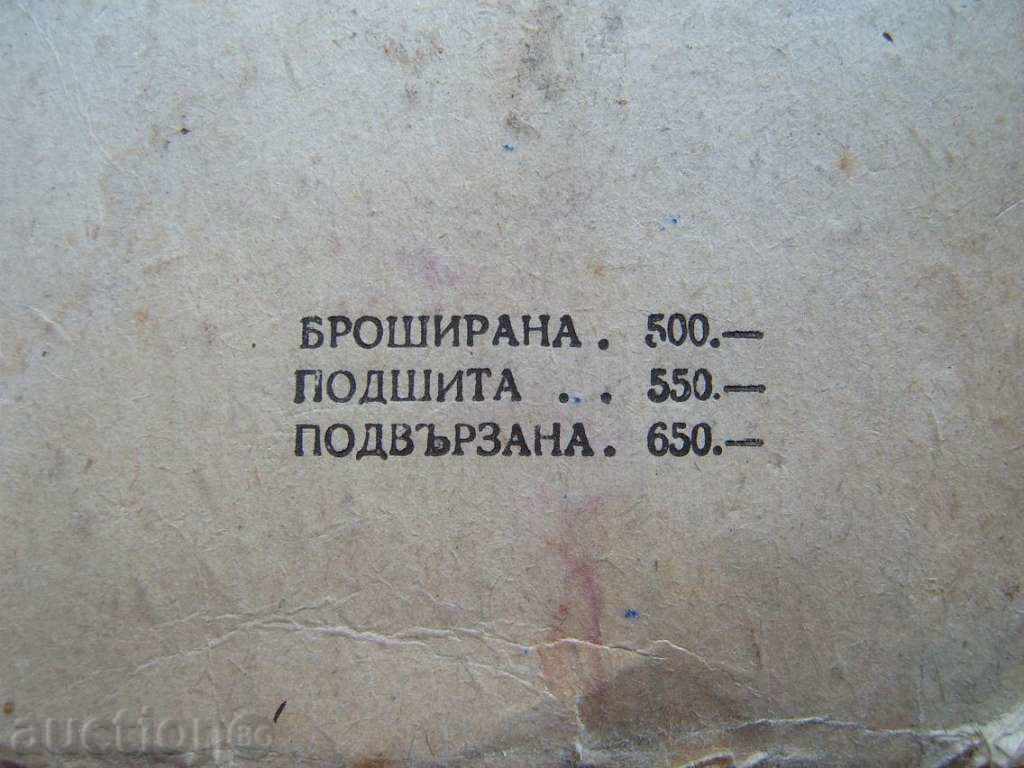 БРОШИРАНА . 500.—
ПОДШИТА . . . 550.—
ПОДВЪРЗАНА . 650.—
auction.BG